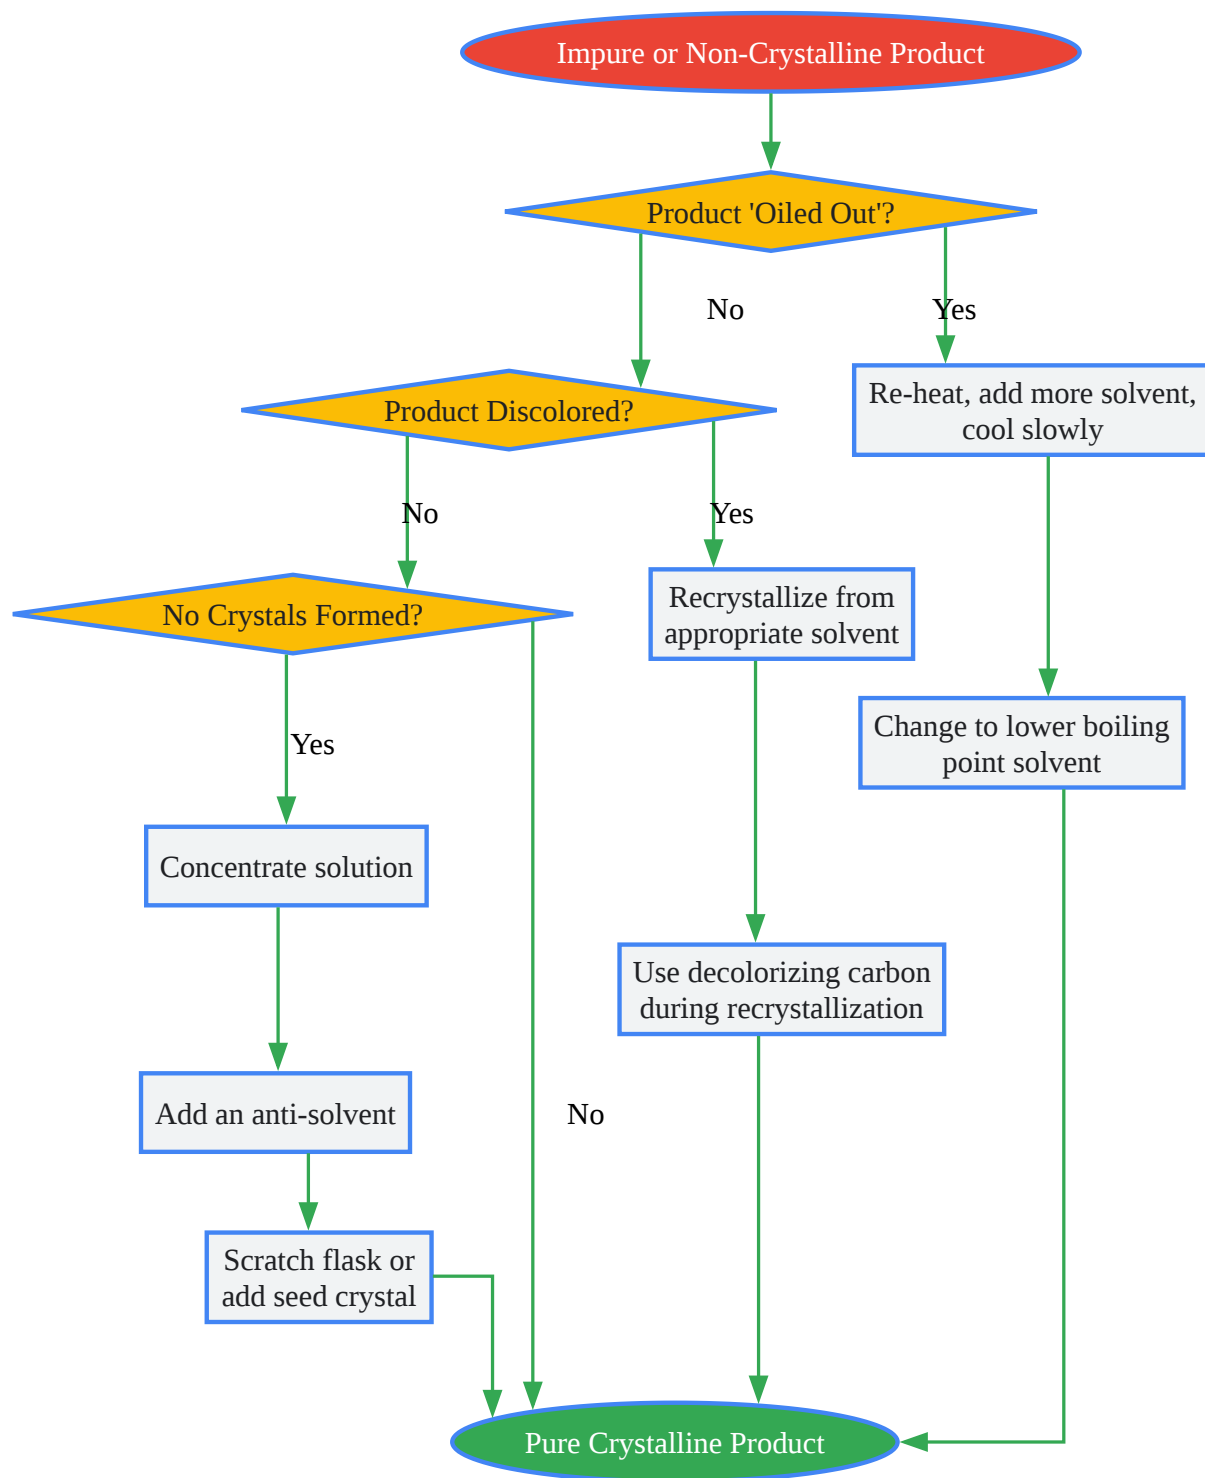 Impure or Non-Crystalline Product
Product 'Oiled Out'?
No
Yes
Product Discolored?
Re-heat, add more solvent,
cool slowly
No
Yes
No Crystals Formed?
Recrystallize from
appropriate solvent
Yes
Change to lower boiling
point solvent
Concentrate solution
Use decolorizing carbon
during recrystallization
Add an anti-solvent
No
Scratch flask or
add seed crystal
Pure Crystalline Product